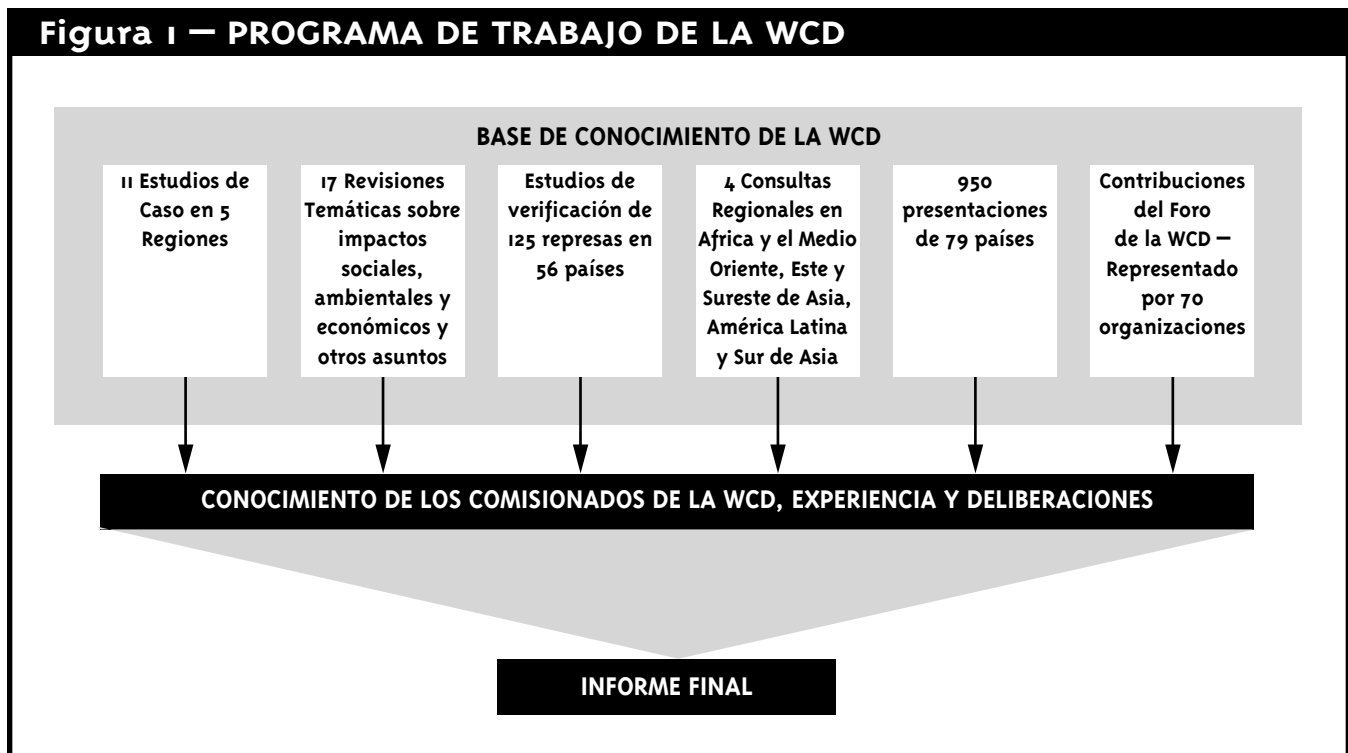 Figura 1 — PROGRAMA DE TRABAJO DE LA WCD
BASE DE CONOCIMIENTO DE LA WCD
11 Estudios de
Caso en 5
Regiones
17 Revisiones
Temáticas sobre
impactos
sociales,
ambientales y
económicos y
otros asuntos
Estudios de
verificación de
125 represas en
56 países
4 Consultas
Regionales en
Africa y el Medio
Oriente, Este y
Sureste de Asia,
América Latina
y Sur de Asia
950
presentaciones
de 79 países
Contribuciones
del Foro
de la WCD —
Representado
por 70
organizaciones
CONOCIMIENTO DE LOS COMISIONADOS DE LA WCD, EXPERIENCIA Y DELIBERACIONES
INFORME FINAL